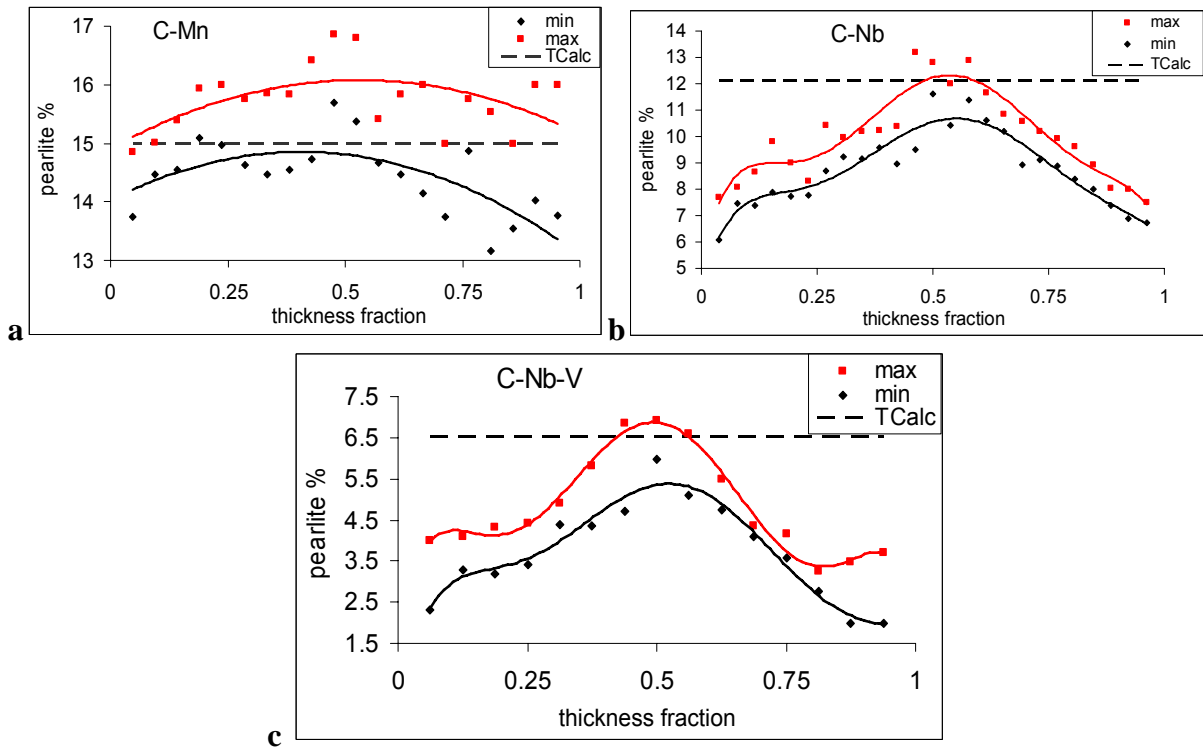 C-Mn
min
max
TCalc
17
16
15
14
13
pearlite %
0
0.25
0.5
0.75
1
thickness fraction
a
C-Nb
max
min
TCalc
14
13
12
11
10
9
8
7
6
5
pearlite %
0
0.25
0.5
0.75
1
thickness fraction
b
C-Nb-V
max
min
TCalc
7.5
6.5
5.5
4.5
3.5
2.5
1.5
pearlite %
0
0.25
0.5
0.75
1
thickness fraction
c